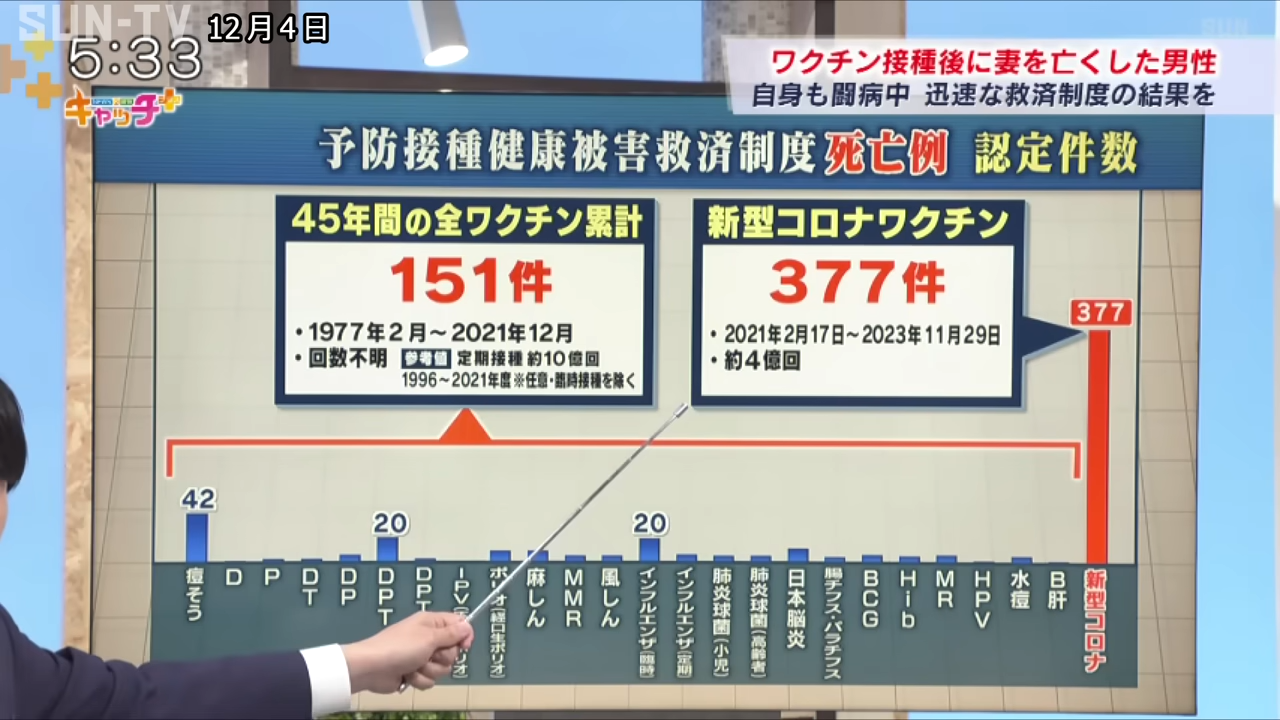 SUN-TV
12月4日
5:33
キャッチ+
SUN-
ワクチン接種後に妻を亡くした男性
自身も闘病中 迅速な救済制度の結果を
予防接種健康被害救済制度 死亡例 認定件数
45年間の全ワクチン累計
151件
・1977年2月～2021年12月
・回数不明 参考値 定期接種 約10億回
1996～2021年度 ※任意・臨時接種を除く
新型コロナワクチン
377件
・2021年2月17日～2023年11月29日
・約4億回
377
42
20
20
痘そう
D
P
DT
DP
DPT
ポリオ(経口生ポリオ)
麻しん
MMR
風しん
インフルエンザ(臨時)
インフルエンザ(定期)
肺炎球菌(小児)
肺炎球菌(高齢者)
日本脳炎
腸チフス・パラチフス
BCG
Hib
MR
HPV
水痘
B肝
新型コロナ